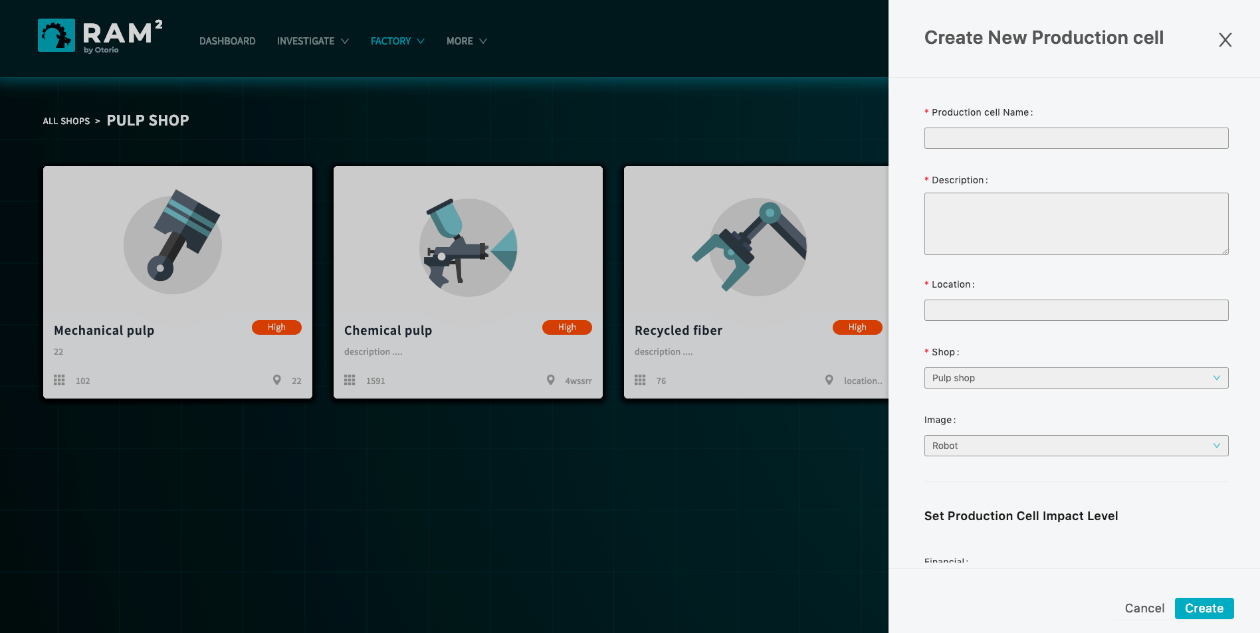 RAM²
by Otorio
DASHBOARD INVESTIGATE FACTORY MORE
ALL SHOPS > PULP SHOP
Mechanical pulp High
22
102 22
Chemical pulp High
description ....
1591 4wssrr
Recycled fiber High
description ....
76 location..
Create New Production cell
* Production cell Name:
* Description:
* Location:
* Shop:
Pulp shop
Image:
Robot
Set Production Cell Impact Level
Financial:
Cancel Create